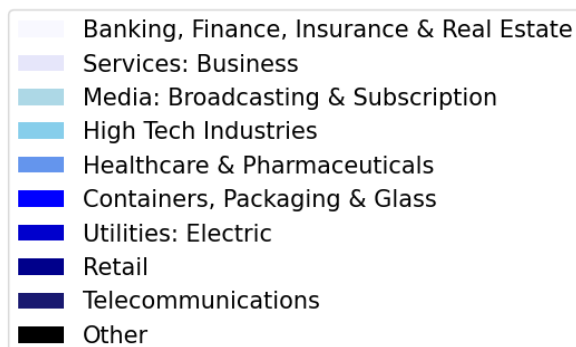 Banking, Finance, Insurance & Real Estate
Services: Business
Media: Broadcasting & Subscription
High Tech Industries
Healthcare & Pharmaceuticals
Containers, Packaging & Glass
Utilities: Electric
Retail
Telecommunications
Other